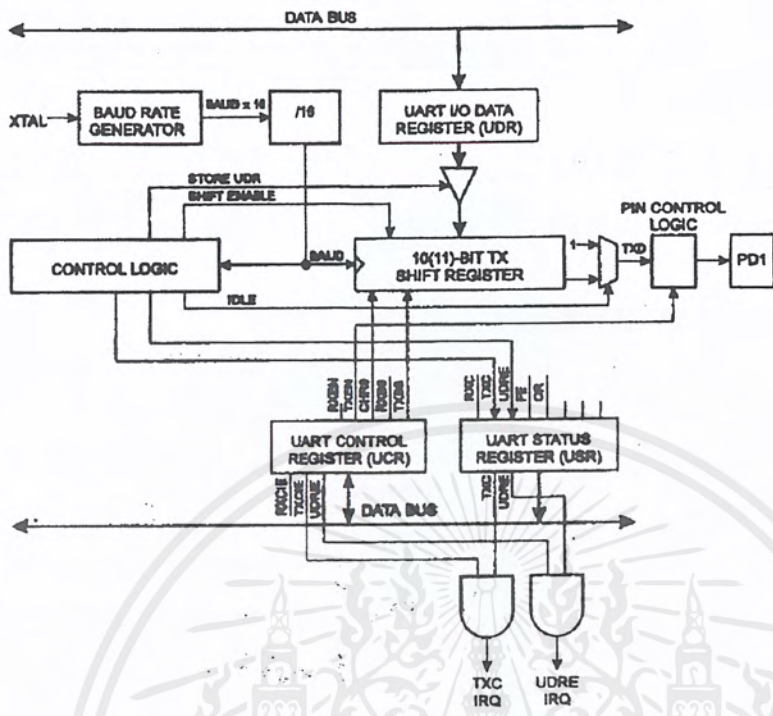 DATA BUS
XTAL
BAUD RATE
GENERATOR
BAUD x 16
/16
UART I/O DATA
REGISTER (UDR)
STORE UDR
SHIFT ENABLE
PIN CONTROL
LOGIC
CONTROL LOGIC
BAUD
10(11)-BIT TX
SHIFT REGISTER
1
TXD
PD1
IDLE
RXEN
TXEN
CHR9
RXB8
TXB8
RXC
TXC
UDRE
FE
OR
UART CONTROL
REGISTER (UCR)
UART STATUS
REGISTER (USR)
RXCIE
TXCIE
UDRIE
TXC
UDRE
DATA BUS
TXC
IRQ
UDRE
IRQ